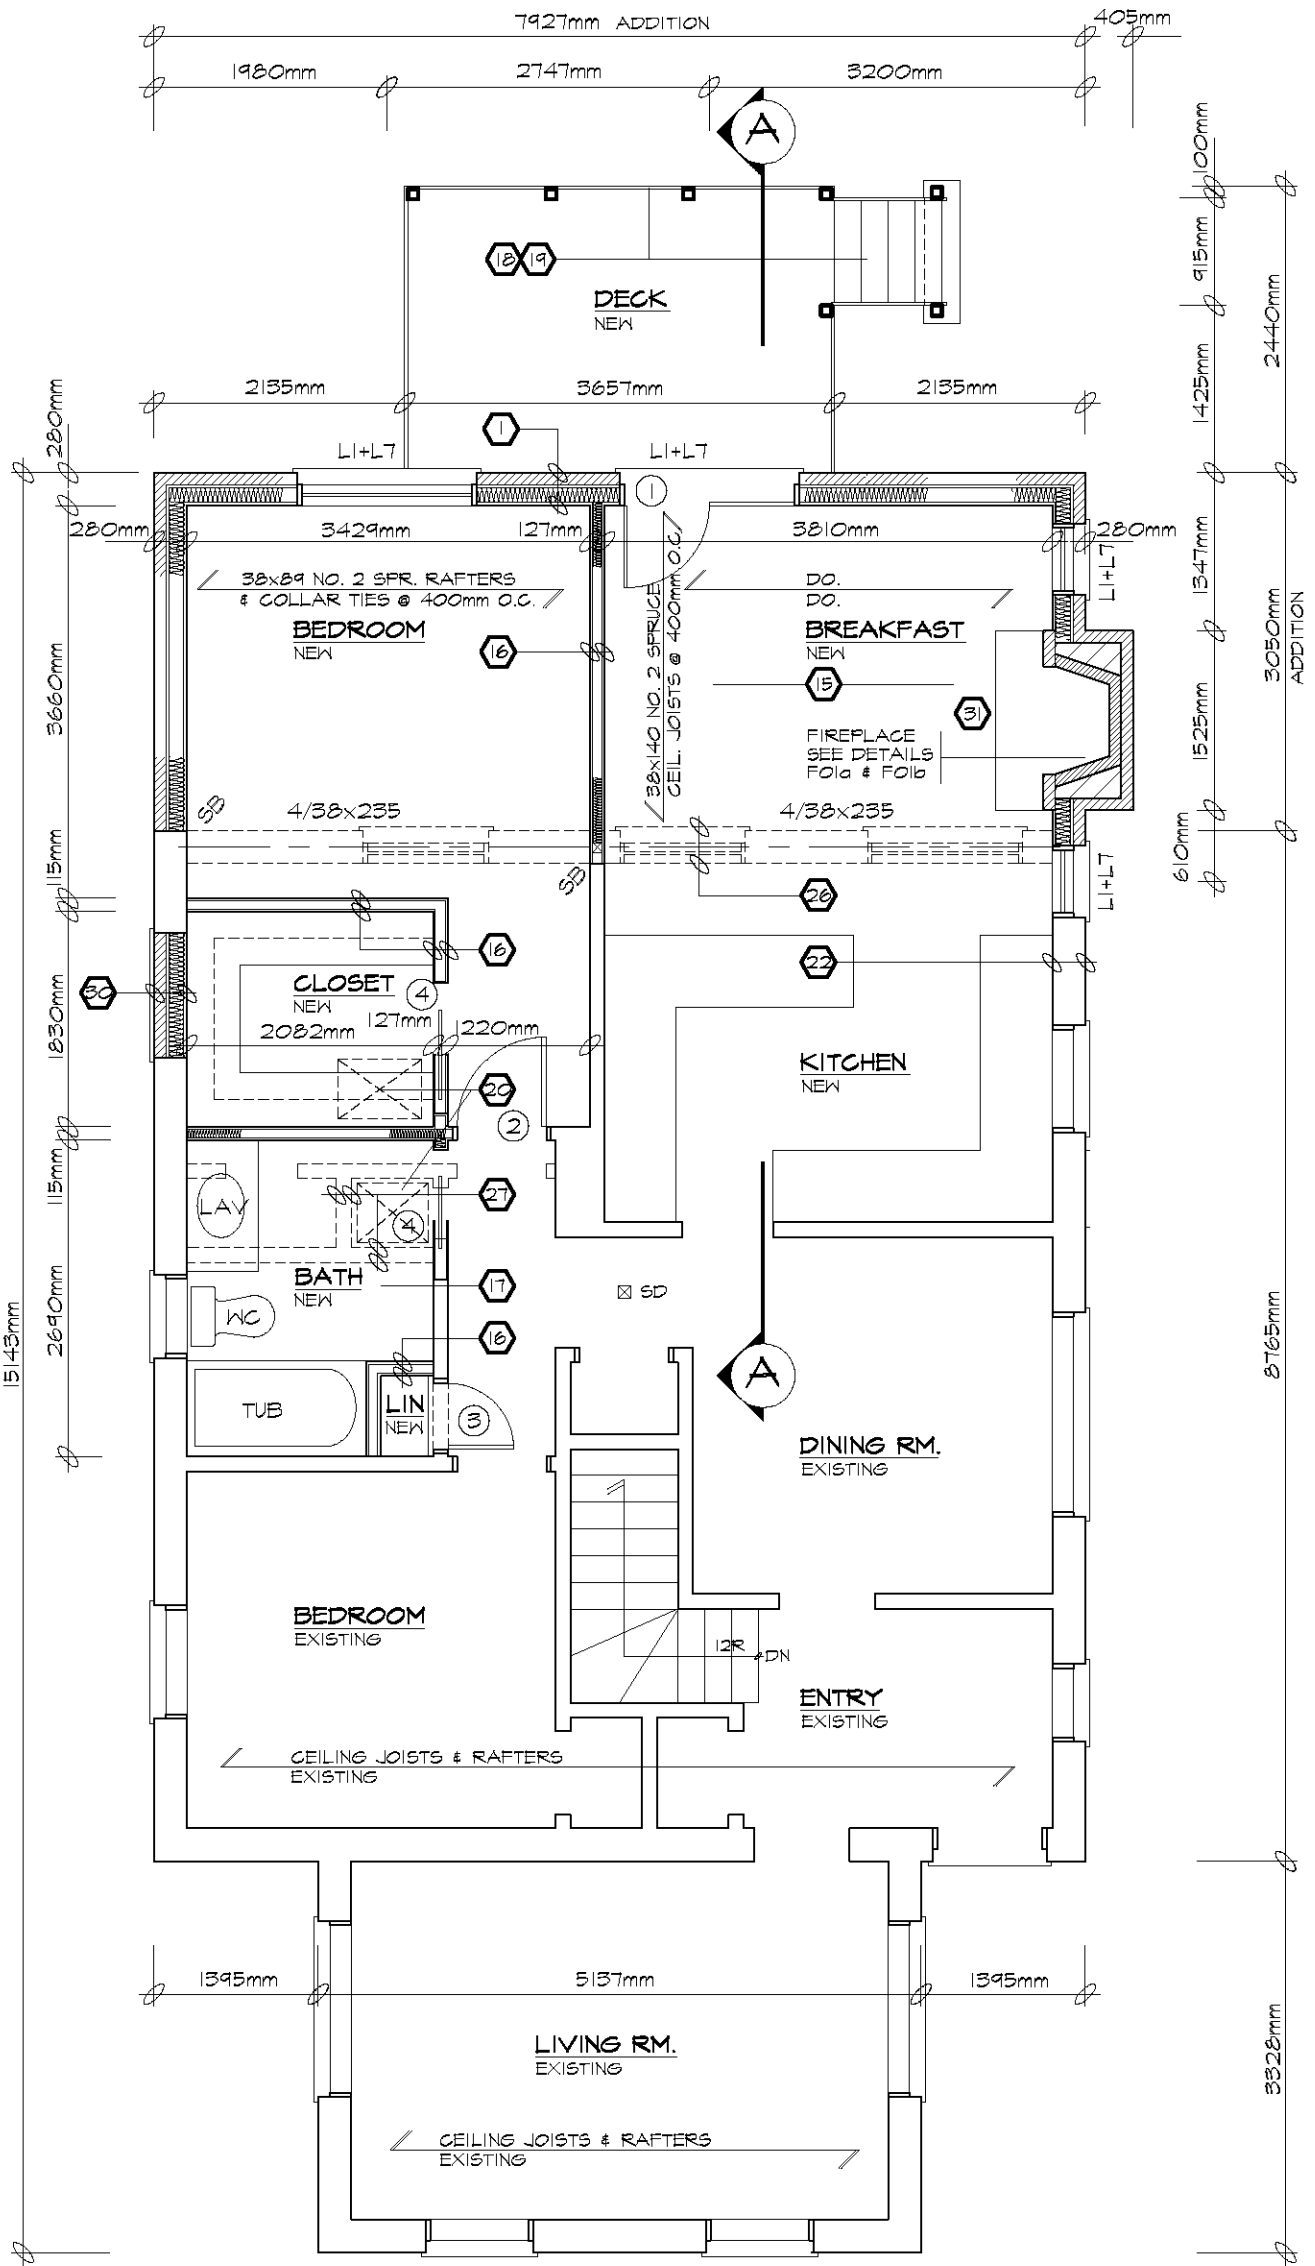 7927mm ADDITION
405mm
1980mm
2747mm
3200mm
A
100mm
915mm
2440mm
18
19
DECK
NEW
1425mm
280mm
2135mm
3657mm
2135mm
1
L1+L7
L1+L7
1
280mm
3429mm
127mm
3810mm
280mm
L1+L7
1347mm
3050mm
ADDITION
38x89 NO. 2 SPR. RAFTERS
& COLLAR TIES @ 400mm O.C.
DO.
DO.
BEDROOM
NEW
38x140 NO. 2 SPRUCE
CEIL. JOISTS @ 400mm O.C.
BREAKFAST
NEW
16
3660mm
15
31
FIREPLACE
SEE DETAILS
F01a & F01b
1525mm
SB
4/38x235
4/38x235
610mm
115mm
SB
26
L1+L7
16
22
30
CLOSET
NEW
4
1830mm
2082mm
127mm
1220mm
KITCHEN
NEW
20
2
115mm
LAV
27
4
BATH
NEW
17
SD
WC
16
2690mm
15143mm
8765mm
A
TUB
LIN
NEW
3
DINING RM.
EXISTING
BEDROOM
EXISTING
12R
DN
ENTRY
EXISTING
CEILING JOISTS & RAFTERS
EXISTING
1395mm
5137mm
1395mm
LIVING RM.
EXISTING
3328mm
CEILING JOISTS & RAFTERS
EXISTING